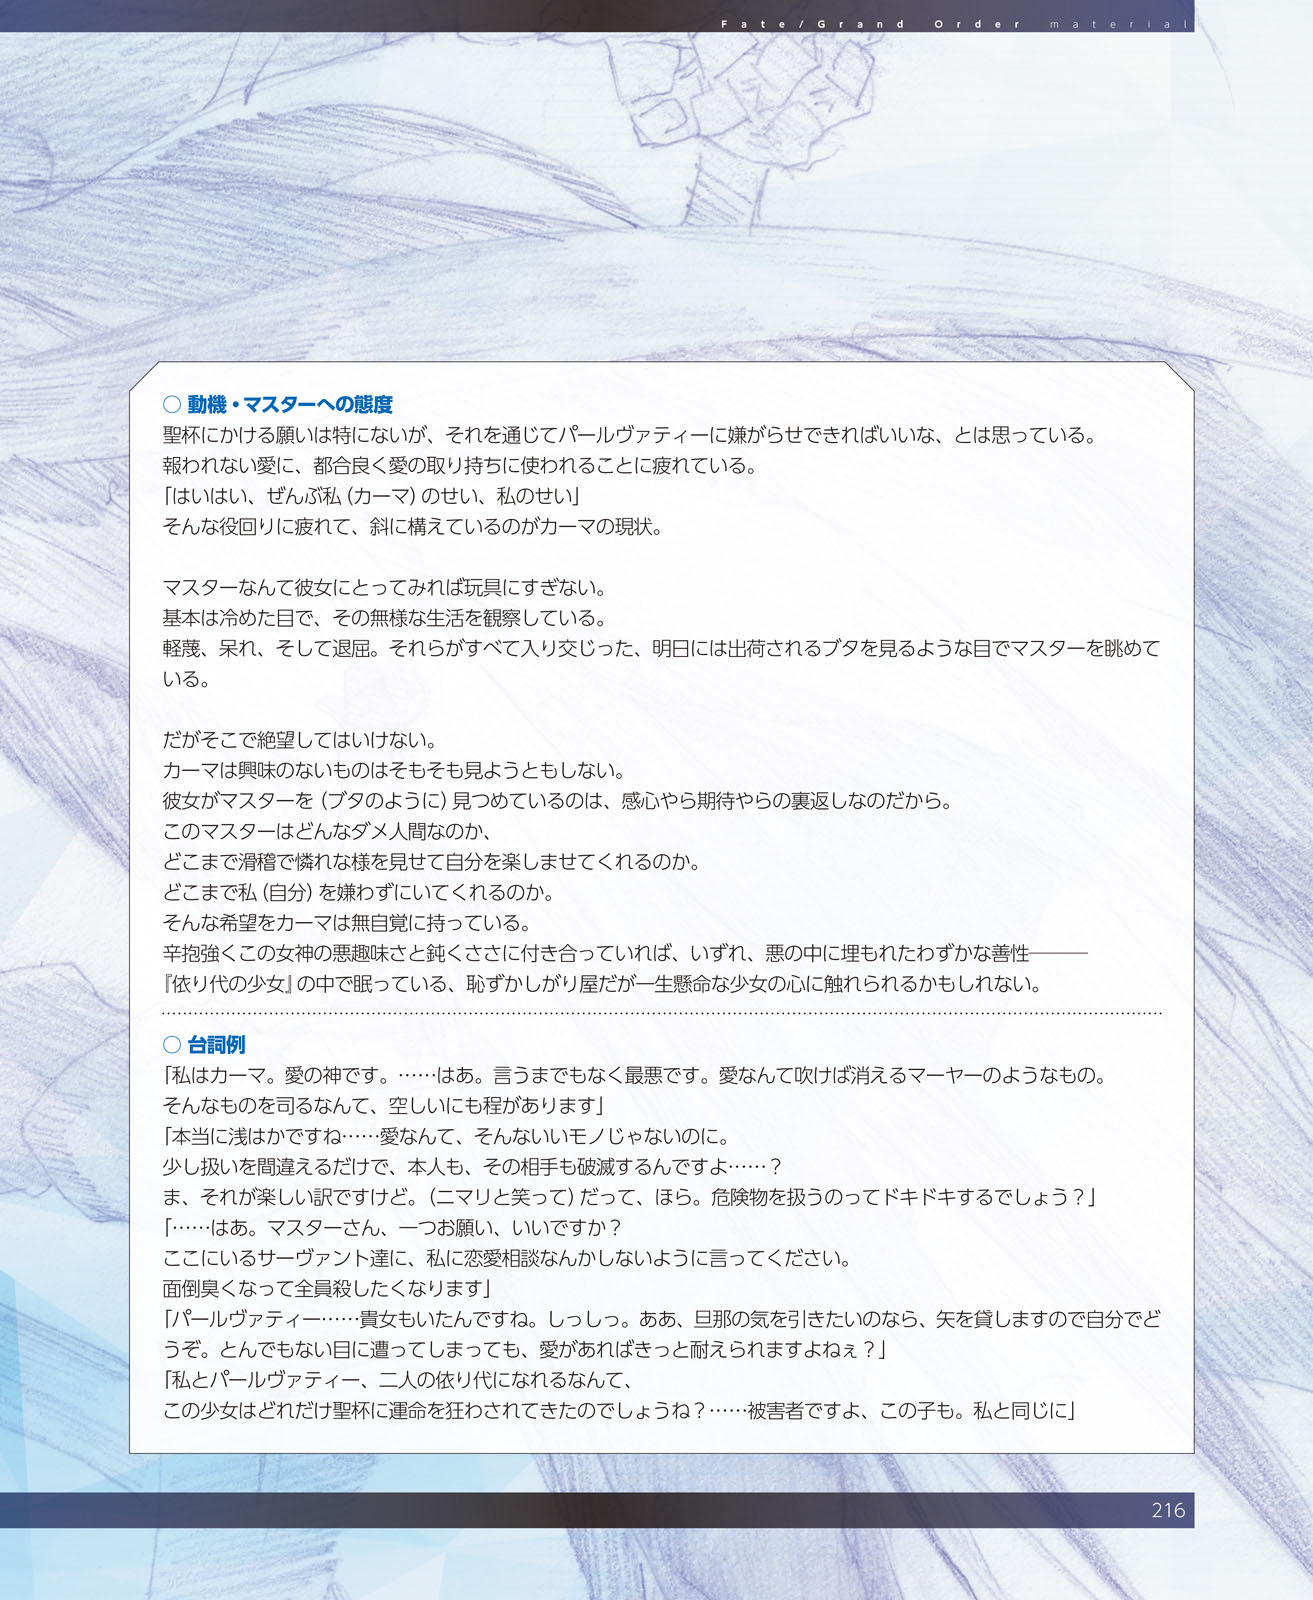 Fate/Grand Order material
○ 動機・マスターへの態度
聖杯にかける願いは特にないが、それを通じてパールヴァティーに嫌がらせできればいいな、とは思っている。
報われない愛に、都合良く愛の取り持ちに使われることに疲れている。
「はいはい、ぜんぶ私（カーマ）のせい、私のせい」
そんな役回りに疲れて、斜に構えているのがカーマの現状。
マスターなんて彼女にとってみれば玩具にすぎない。
基本は冷めた目で、その無様な生活を観察している。
軽蔑、呆れ、そして退屈。それらがすべて入り交じった、明日には出荷されるブタを見るような目でマスターを眺めて
いる。
だがそこで絶望してはいけない。
カーマは興味のないものはそもそも見ようともしない。
彼女がマスターを（ブタのように）見つめているのは、感心やら期待やらの裏返しなのだから。
このマスターはどんなダメ人間なのか、
どこまで滑稽で憐れな様を見せて自分を楽しませてくれるのか。
どこまで私（自分）を嫌わずにいてくれるのか。
そんな希望をカーマは無自覚に持っている。
辛抱強くこの女神の悪趣味さと鈍くささに付き合っていれば、いずれ、悪の中に埋もれたわずかな善性―――
『依り代の少女』の中で眠っている、恥ずかしがり屋だが一生懸命な少女の心に触れられるかもしれない。
○ 台詞例
「私はカーマ。愛の神です。……はあ。言うまでもなく最悪です。愛なんて吹けば消えるマーヤーのようなもの。
そんなものを司るなんて、空しいにも程があります」
「本当に浅はかですね……愛なんて、そんないいモノじゃないのに。
少し扱いを間違えるだけで、本人も、その相手も破滅するんですよ……？
ま、それが楽しい訳ですけど。（ニマリと笑って）だって、ほら。危険物を扱うのってドキドキするでしょう？」
「……はあ。マスターさん、一つお願い、いいですか？
ここにいるサーヴァント達に、私に恋愛相談なんかしないように言ってください。
面倒臭くなって全員殺したくなります」
「パールヴァティー……貴女もいたんですね。しっしっ。ああ、旦那の気を引きたいのなら、矢を貸しますので自分でど
うぞ。とんでもない目に遭ってしまっても、愛があればきっと耐えられますよねぇ？」
「私とパールヴァティー、二人の依り代になれるなんて、
この少女はどれだけ聖杯に運命を狂わされてきたのでしょうね？……被害者ですよ、この子も。私と同じに」
216